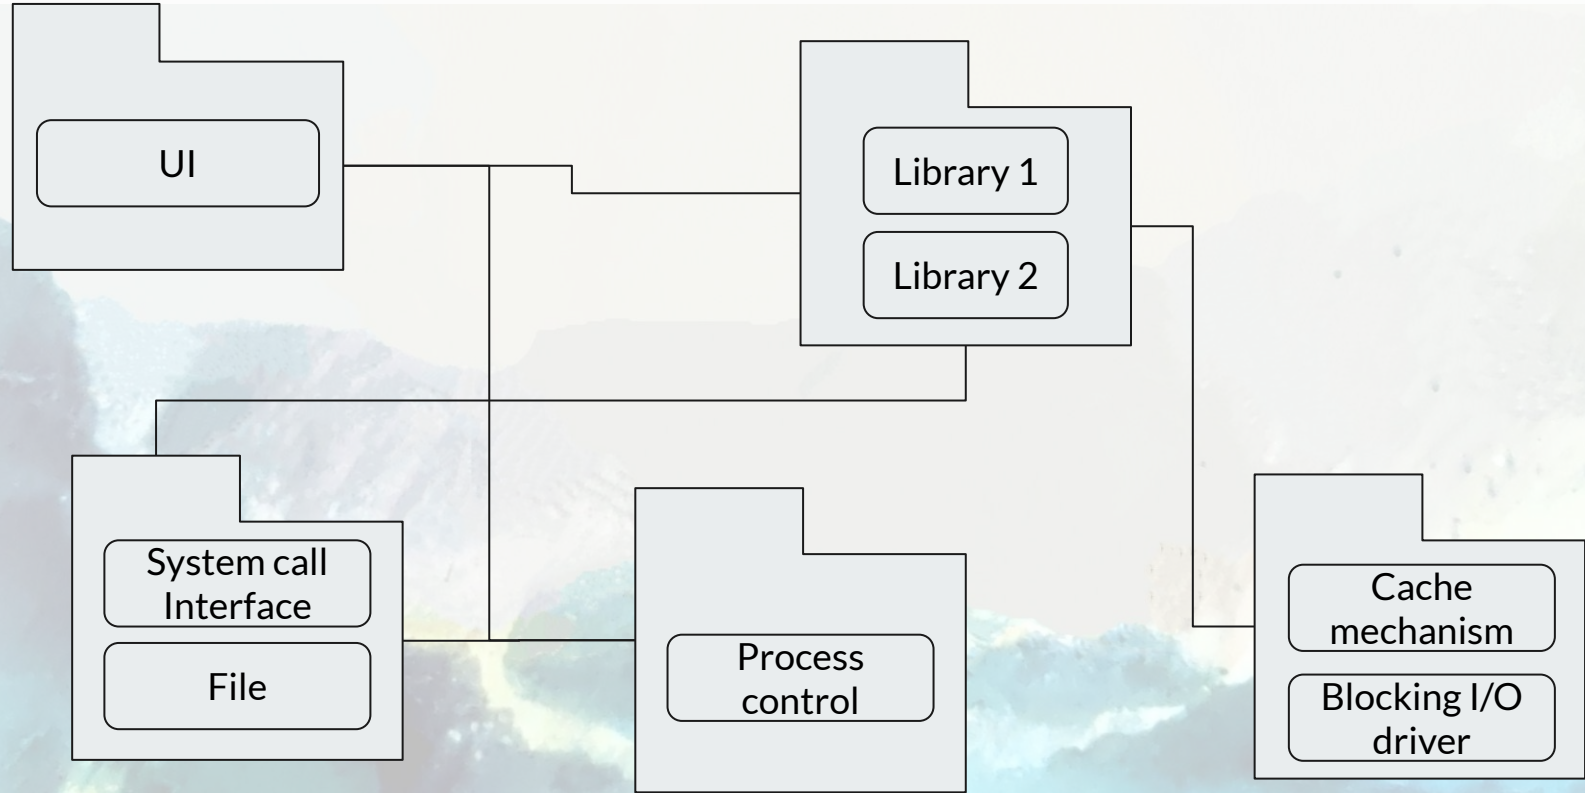 UI
Library 1
Library 2
System call
Interface
File
Process
control
Cache
mechanism
Blocking I/O
driver